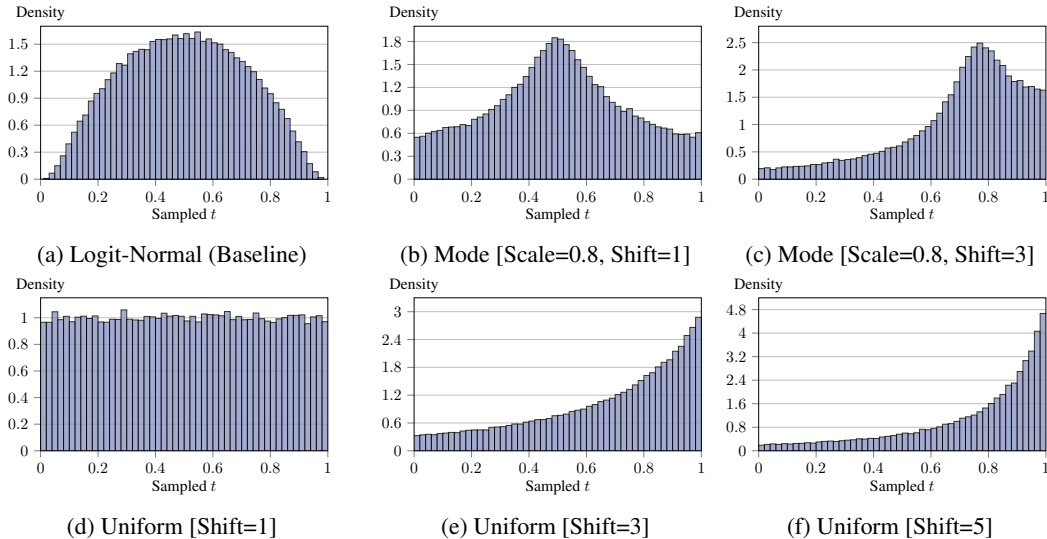 Density
1.5
1.2
0.9
0.6
0.3
0
0 0.2 0.4 0.6 0.8 1
Sampled t
(a) Logit-Normal (Baseline)
Density
1.8
1.5
1.2
0.9
0.6
0.3
0
0 0.2 0.4 0.6 0.8 1
Sampled t
(b) Mode [Scale=0.8, Shift=1]
Density
2.5
2
1.5
1
0.5
0
0 0.2 0.4 0.6 0.8 1
Sampled t
(c) Mode [Scale=0.8, Shift=3]
Density
1
0.8
0.6
0.4
0.2
0
0 0.2 0.4 0.6 0.8 1
Sampled t
(d) Uniform [Shift=1]
Density
3
2.4
1.8
1.2
0.6
0
0 0.2 0.4 0.6 0.8 1
Sampled t
(e) Uniform [Shift=3]
Density
4.8
4
3.2
2.4
1.6
0.8
0
0 0.2 0.4 0.6 0.8 1
Sampled t
(f) Uniform [Shift=5]